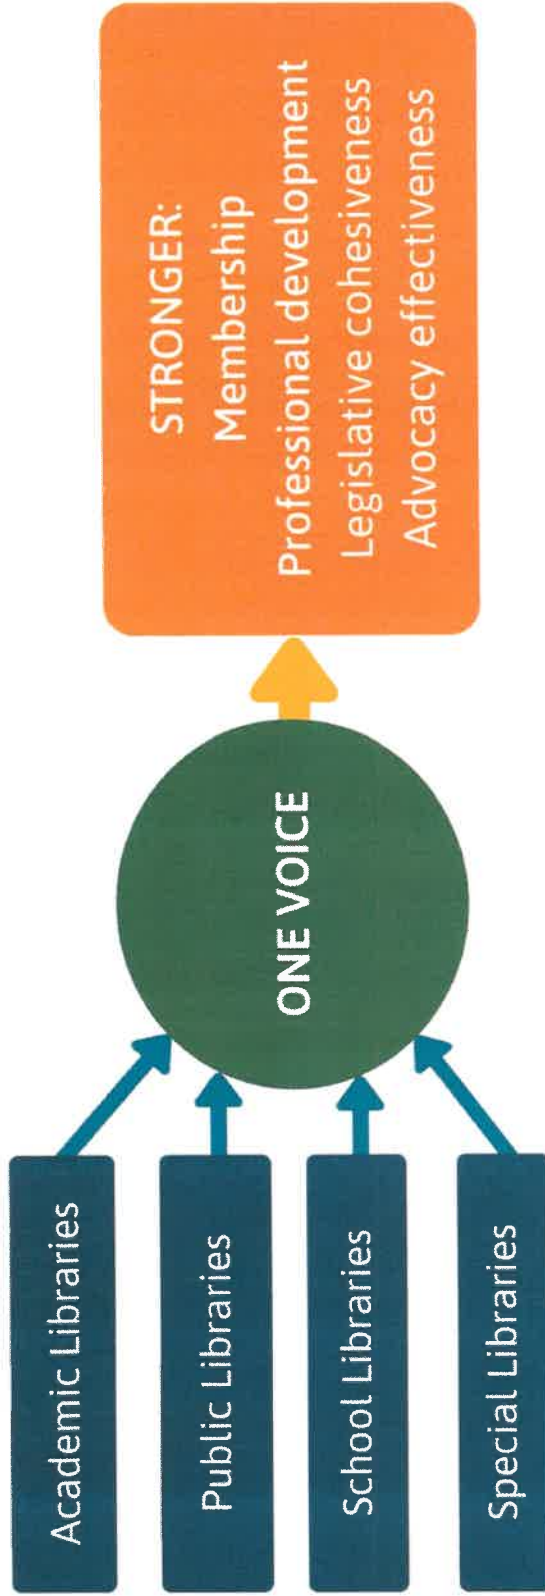 Academic Libraries
Public Libraries
School Libraries
Special Libraries
ONE VOICE
STRONGER:
Membership
Professional development
Legislative cohesiveness
Advocacy effectiveness